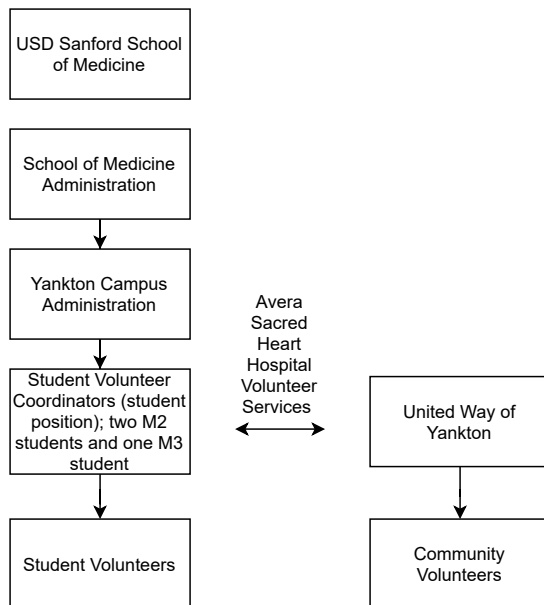 USD Sanford School
of Medicine
School of Medicine
Administration
Yankton Campus
Administration
Avera
Sacred
Heart
Hospital
Volunteer
Services
Student Volunteer
Coordinators (student
position); two M2
students and one M3
student
United Way of
Yankton
Student Volunteers
Community
Volunteers